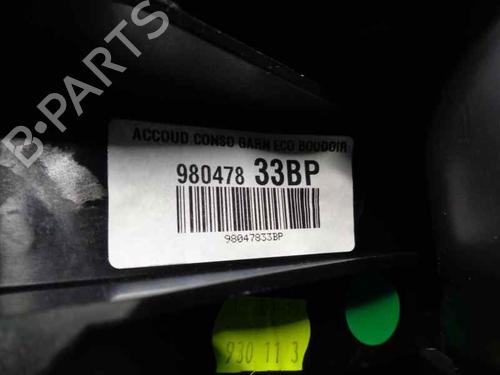 B-PARTS
ACCOUD CONSO GARN ECO BOUDOIR
980478 33BP
98047833BP
930 11 3